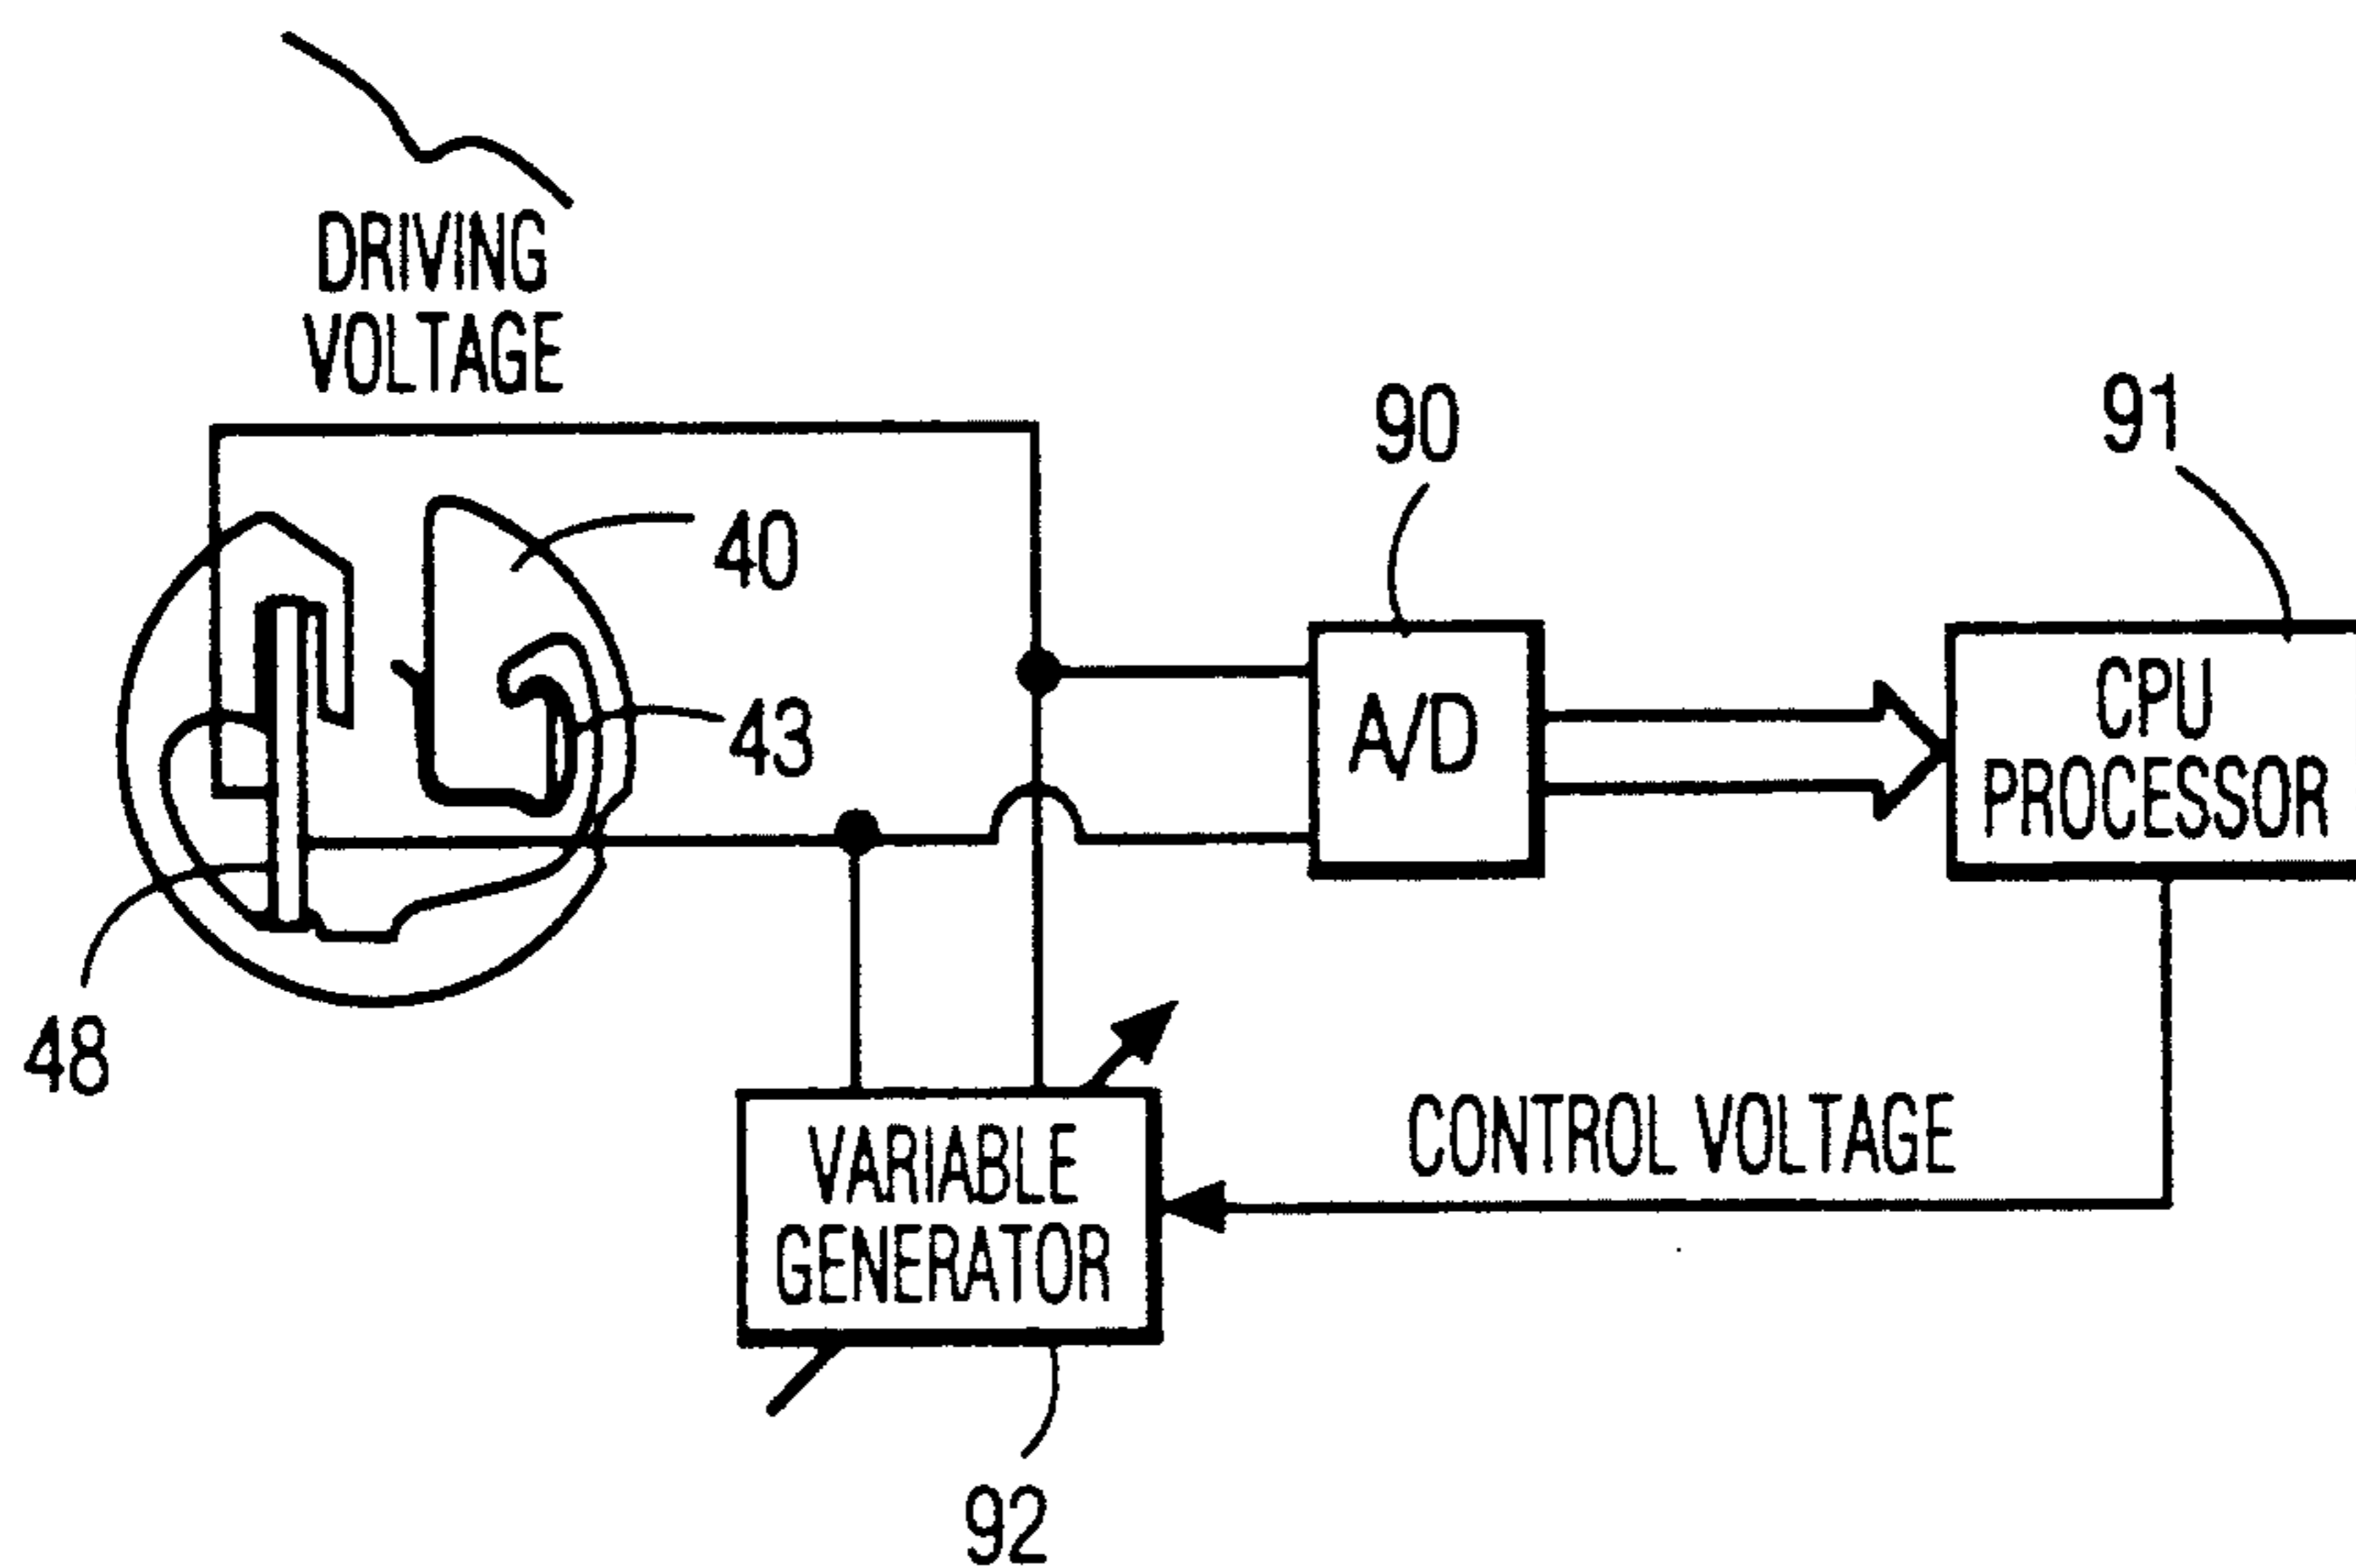 DRIVING
VOLTAGE
90
91
40
43
A/D
CPU
PROCESSOR
48
CONTROL VOLTAGE
VARIABLE
GENERATOR
92